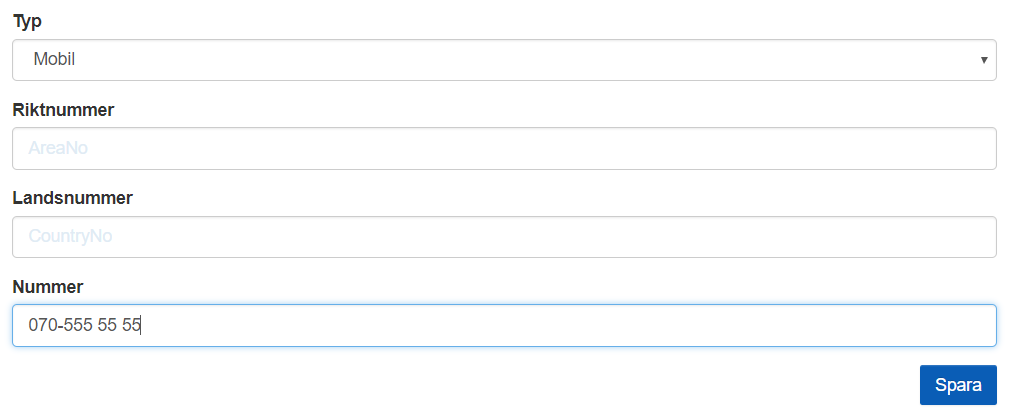 Typ
Mobil
Riktnummer
AreaNo
Landsnummer
CountryNo
Nummer
070-555 55 55
Spara